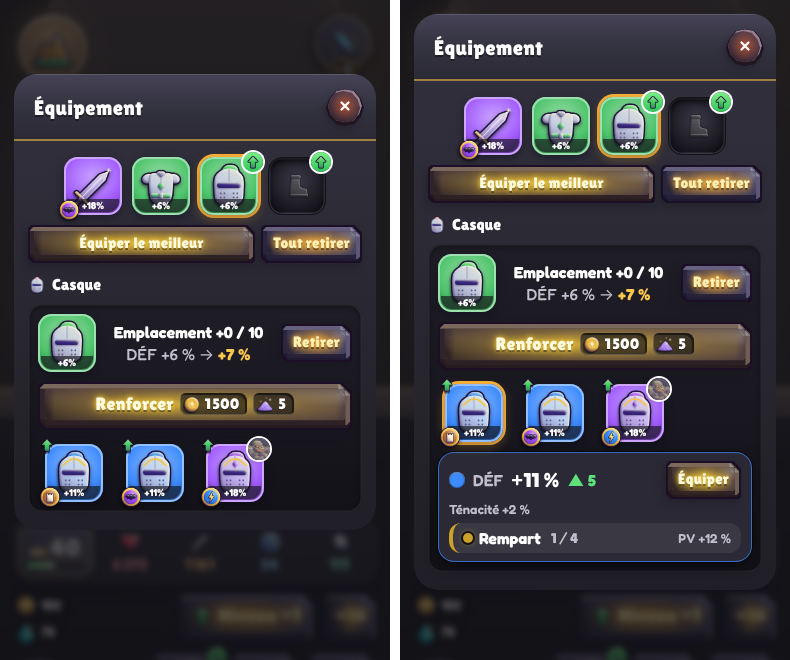 Équipement
+18% +6% +6%
Équiper le meilleur Tout retirer
Casque
+6%
Emplacement +0 / 10
DÉF +6 % → +7 %
Retirer
Renforcer 1500 5
+11% +11% +18%
Équipement
+18% +6% +6%
Équiper le meilleur Tout retirer
Casque
+6%
Emplacement +0 / 10
DÉF +6 % → +7 %
Retirer
Renforcer 1500 5
+11% +11% +18%
DÉF +11 % 5 Équiper
Ténacité +2 %
Rempart 1 / 4 PV +12 %